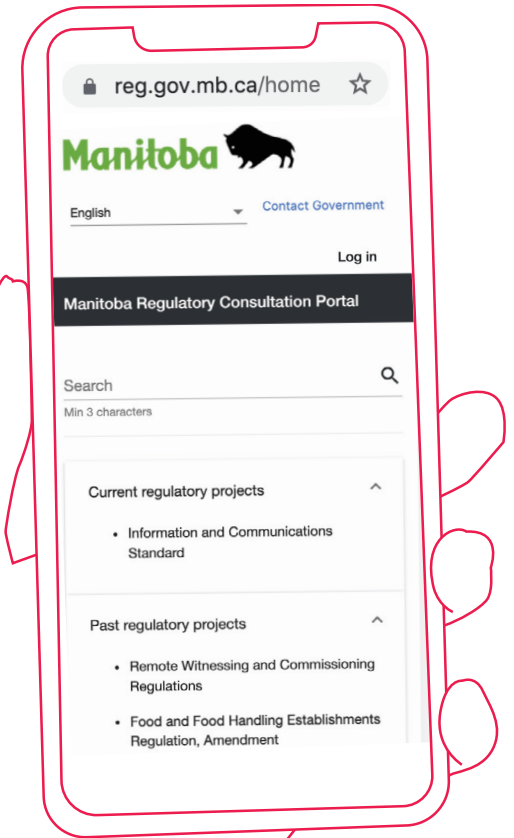 reg.gov.mb.ca/home
Manitoba
English
Contact Government
Log in
Manitoba Regulatory Consultation Portal
Search
Min 3 characters
Current regulatory projects
• Information and Communications
Standard
Past regulatory projects
• Remote Witnessing and Commissioning
Regulations
• Food and Food Handling Establishments
Regulation, Amendment